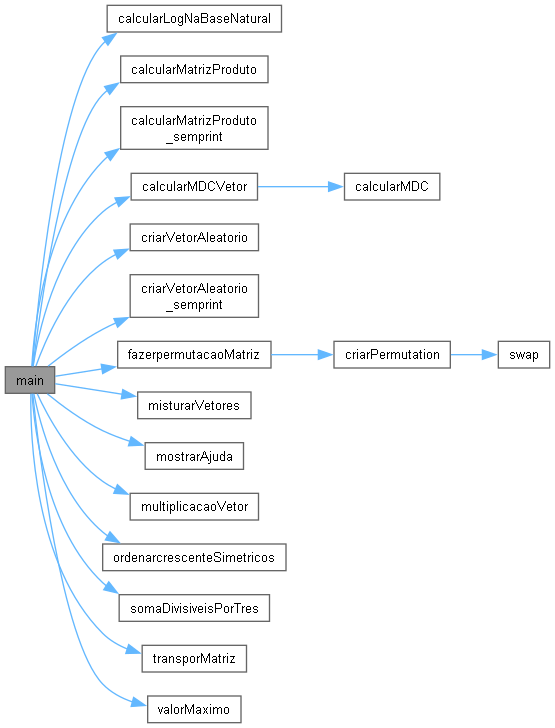 calcularLogNaBaseNatural
calcularMatrizProduto
calcularMatrizProduto
_semprint
calcularMDCVetor
calcularMDC
criarVetorAleatorio
criarVetorAleatorio
_semprint
main
fazerpermutacaoMatriz
criarPermutation
swap
misturarVetores
mostrarAjuda
multiplicacaoVetor
ordenarcrescenteSimetricos
somaDivisiveisPorTres
transporMatriz
valorMaximo